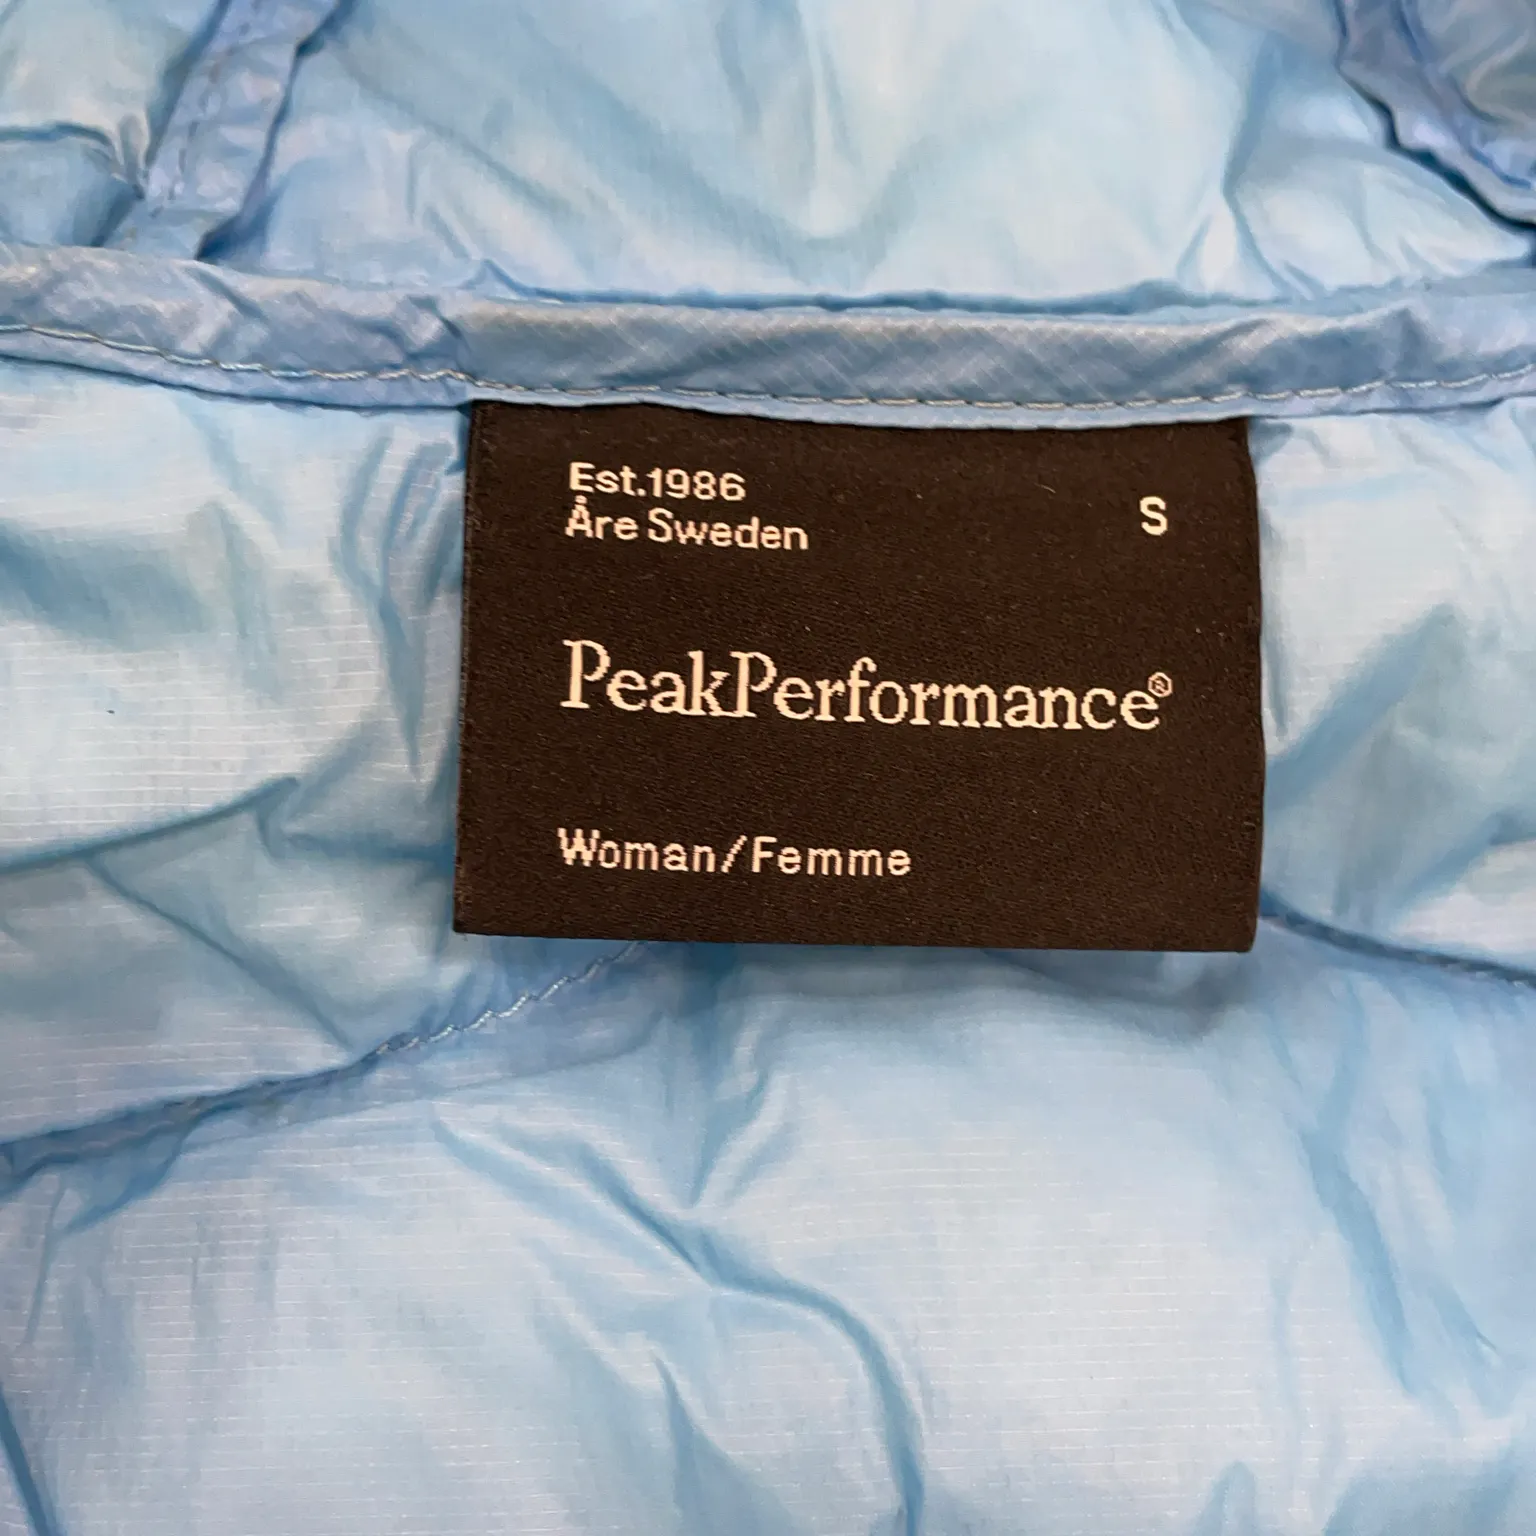 Est.1986
Åre Sweden
S
PeakPerformance®
Woman/Femme